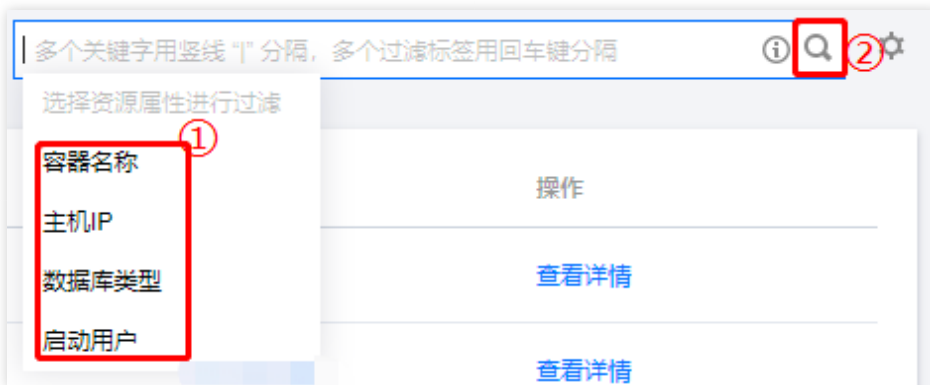 多个关键字用竖线 "|" 分隔，多个过滤标签用回车键分隔
②
选择资源属性进行过滤
①
容器名称
操作
主机IP
数据库类型
查看详情
启动用户
查看详情